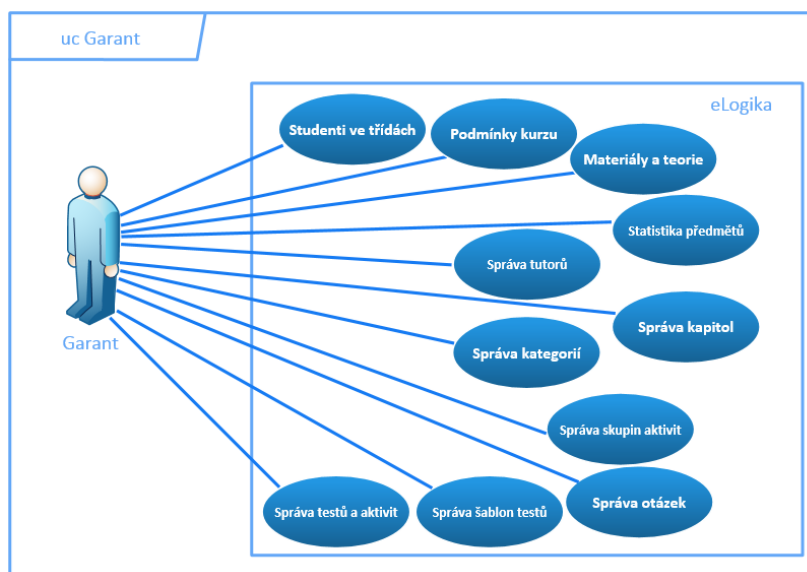 uc Garant
eLogika
Studenti ve třídách
Podmínky kurzu
Materiály a teorie
Statistika předmětů
Správa tutorů
Správa kapitol
Garant
Správa kategorií
Správa skupin aktivit
Správa otázek
Správa testů a aktivit
Správa šablon testů